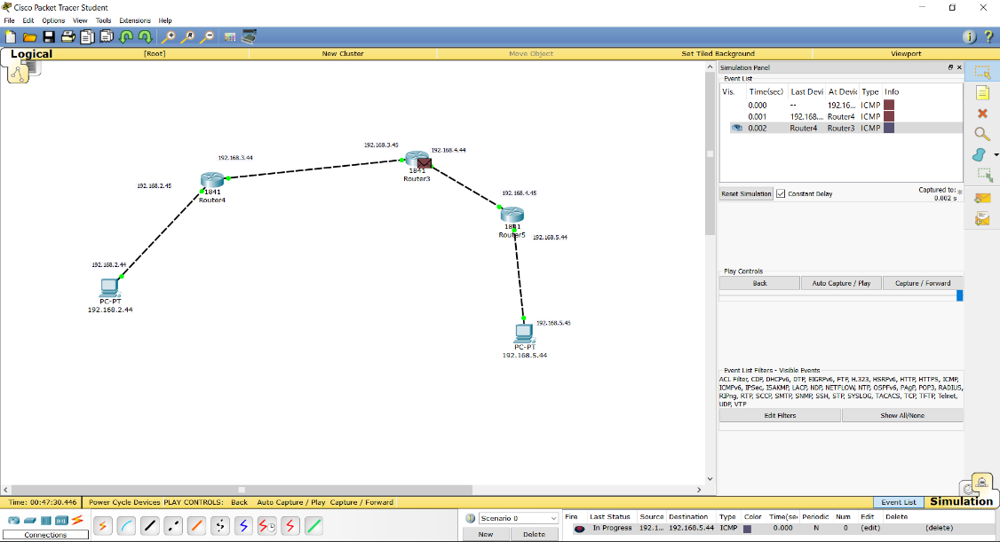 Cisco Packet Tracer Student
File Edit Options View Tools Extensions Help
Logical [Root] New Cluster Move Object Set Tiled Background Viewport
Simulation Panel
Event List
Vis. Time(sec) Last Devi At Devic Type Info
0.000 -- 192.16... ICMP
0.001 192.168.... Router4 ICMP
0.002 Router4 Router3 ICMP
Reset Simulation Constant Delay Captured to: *
0.002 s
Play Controls
Back Auto Capture / Play Capture / Forward
Event List Filters - Visible Events
ACL Filter, CDP, DHCPv6, DTP, EIGRPv6, FTP, H.323, HSRPv6, HTTP, HTTPS, ICMP,
ICMPv6, IPSec, ISAKMP, LACP, NDP, NETFLOW, NTP, OSPFv6, PAgP, POP3, RADIUS,
RIPng, RTP, SCCP, SMTP, SNMP, SSH, STP, SYSLOG, TACACS, TCP, TFTP, Telnet,
UDP, VTP
Edit Filters Show All/None
192.168.3.45
192.168.4.44
1841
Router3
192.168.3.44
192.168.2.45
1841
Router4
192.168.4.45
1841
Router5
192.168.5.44
192.168.2.44
PC-PT
192.168.2.44
192.168.5.45
PC-PT
192.168.5.44
Time: 00:47:30.446 Power Cycle Devices PLAY CONTROLS: Back Auto Capture / Play Capture / Forward Event List Simulation
Connections
Scenario 0
New Delete
Fire Last Status Source Destination Type Color Time(se Periodic Num Edit Delete
In Progress 192.1... 192.168.5.44 ICMP 0.000 N 0 (edit) (delete)